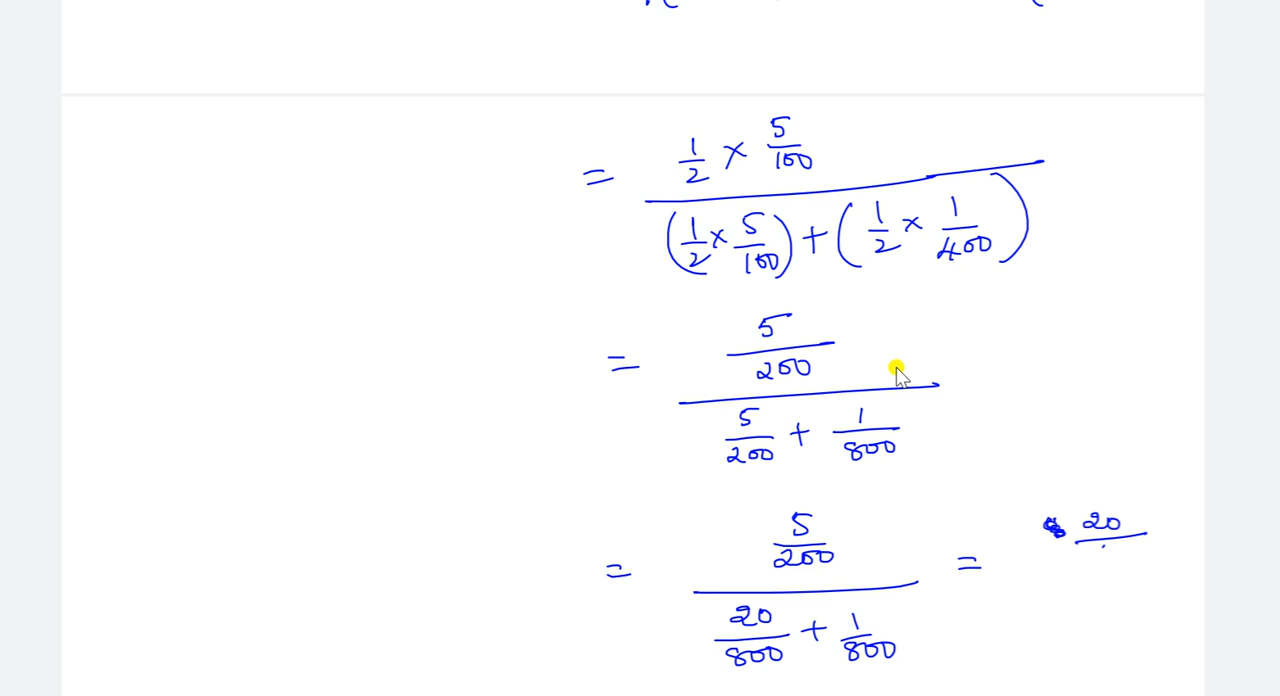 = (1/2 × 5/100) / ((1/2 × 5/100) + (1/2 × 1/400))
= (5/200) / (5/200 + 1/800)
= (5/200) / (20/800 + 1/800) = 20/